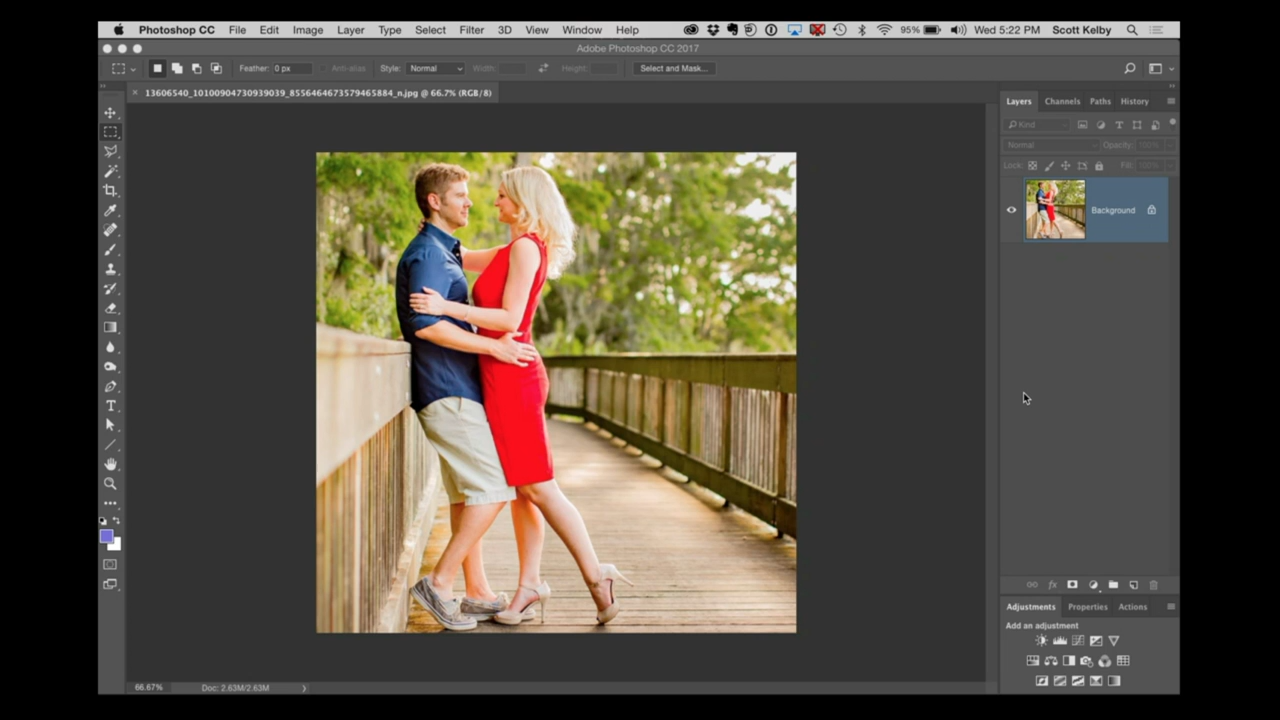 Photoshop CC File Edit Image Layer Type Select Filter 3D View Window Help 95% Wed 5:22 PM Scott Kelby
Adobe Photoshop CC 2017
Feather: 0 px Anti-alias Style: Normal Width: Height: Select and Mask...
13606540_10100904730939039_8556464673579465884_n.jpg @ 66.7% (RGB/8)
Layers Channels Paths History
Kind
Normal Opacity: 100%
Lock: Fill: 100%
Background
Adjustments Properties Actions
Add an adjustment
66.67% Doc: 2.63M/2.63M